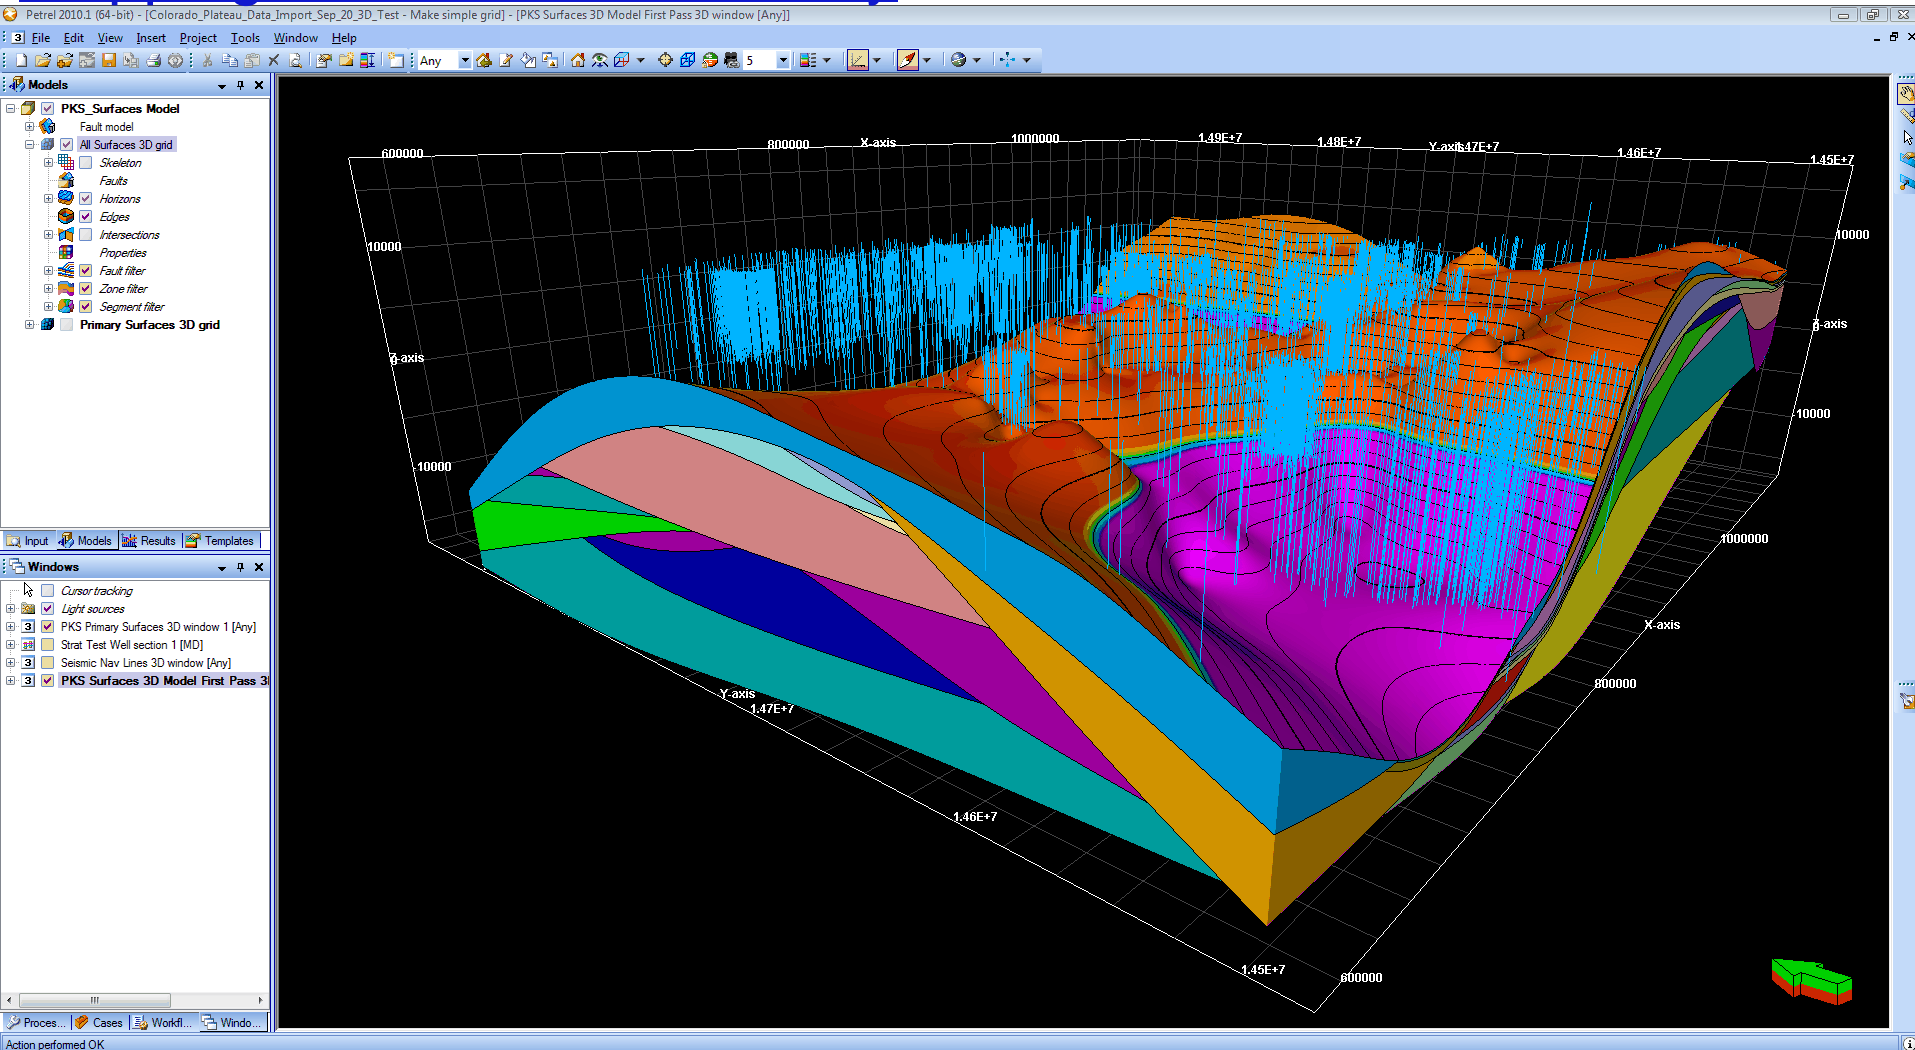 Petrel 2010.1 (64-bit) - [Colorado_Plateau_Data_Import_Sep_20_3D_Test - Make simple grid] - [PKS Surfaces 3D Model First Pass 3D window [Any]]
3 File Edit View Insert Project Tools Window Help
Any 5
Models
PKS_Surfaces Model
Fault model
All Surfaces 3D grid
Skeleton
Faults
Horizons
Edges
Intersections
Properties
Fault filter
Zone filter
Segment filter
Primary Surfaces 3D grid
Input Models Results Templates
Windows
Cursor tracking
Light sources
3 PKS Primary Surfaces 3D window 1 [Any]
Strat Test Well section 1 [MD]
3 Seismic Nav Lines 3D window [Any]
3 PKS Surfaces 3D Model First Pass 3
Proces... Cases Workfl... Windo...
Action performed OK
600000 800000 X-axis 1000000 1.49E+7 1.48E+7 Y-axis 1.46E+7 1.45E+7
10000 10000
Z-axis Z-axis
-10000 -10000
1000000
X-axis
800000
Y-axis
1.47E+7
1.46E+7
1.45E+7 600000